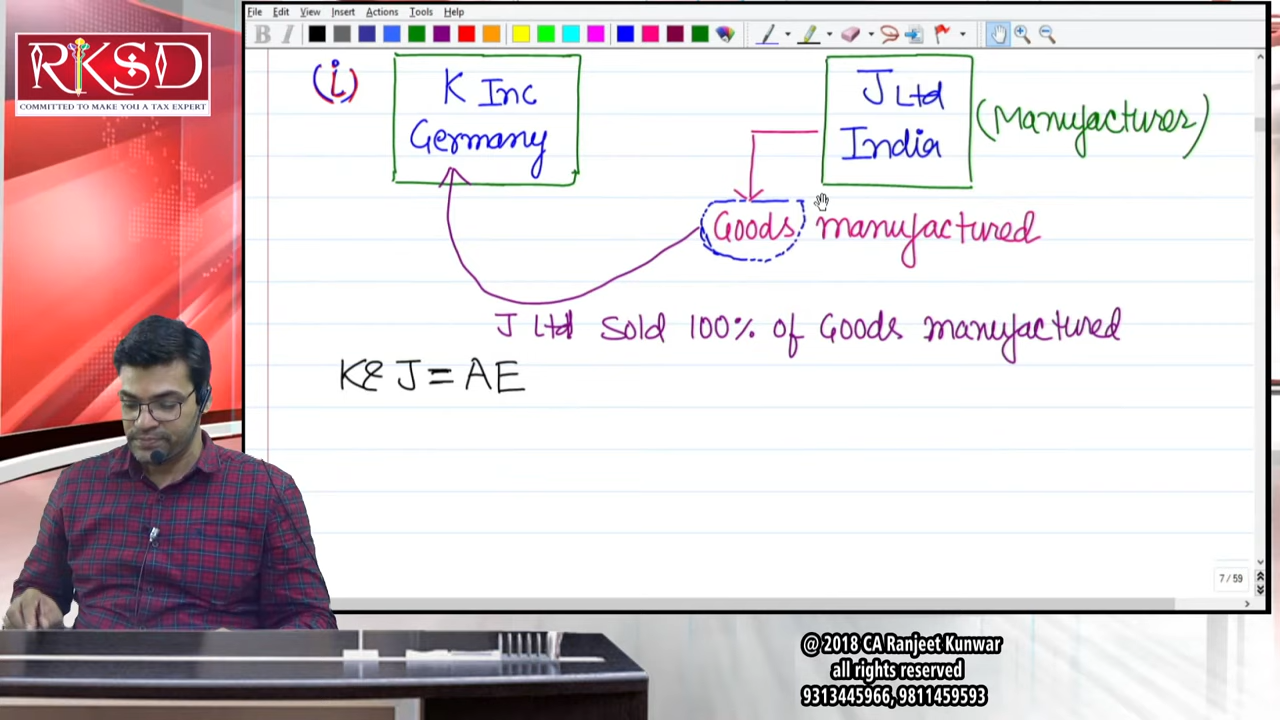 File Edit View Insert Actions Tools Help
B I
RKSD
COMMITTED TO MAKE YOU A TAX EXPERT
(i) K Inc Germany
J Ltd India (Manufacturer)
Goods manufactured
J Ltd Sold 100% of Goods manufactured
K & J = AE
7 / 59
@ 2018 CA Ranjeet Kunwar
all rights reserved
9313445966, 9811459593